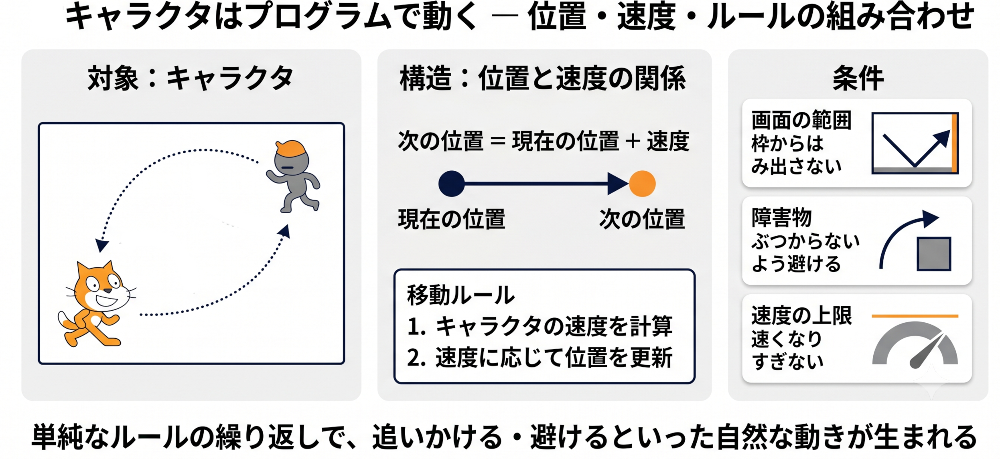 キャラクタはプログラムで動く — 位置・速度・ルールの組み合わせ
対象：キャラクタ
構造：位置と速度の関係
次の位置 = 現在の位置 + 速度
現在の位置
次の位置
移動ルール
1. キャラクタの速度を計算
2. 速度に応じて位置を更新
条件
画面の範囲
枠からは
み出さない
障害物
ぶつからない
よう避ける
速度の上限
速くなり
すぎない
単純なルールの繰り返しで、追いかける・避けるといった自然な動きが生まれる